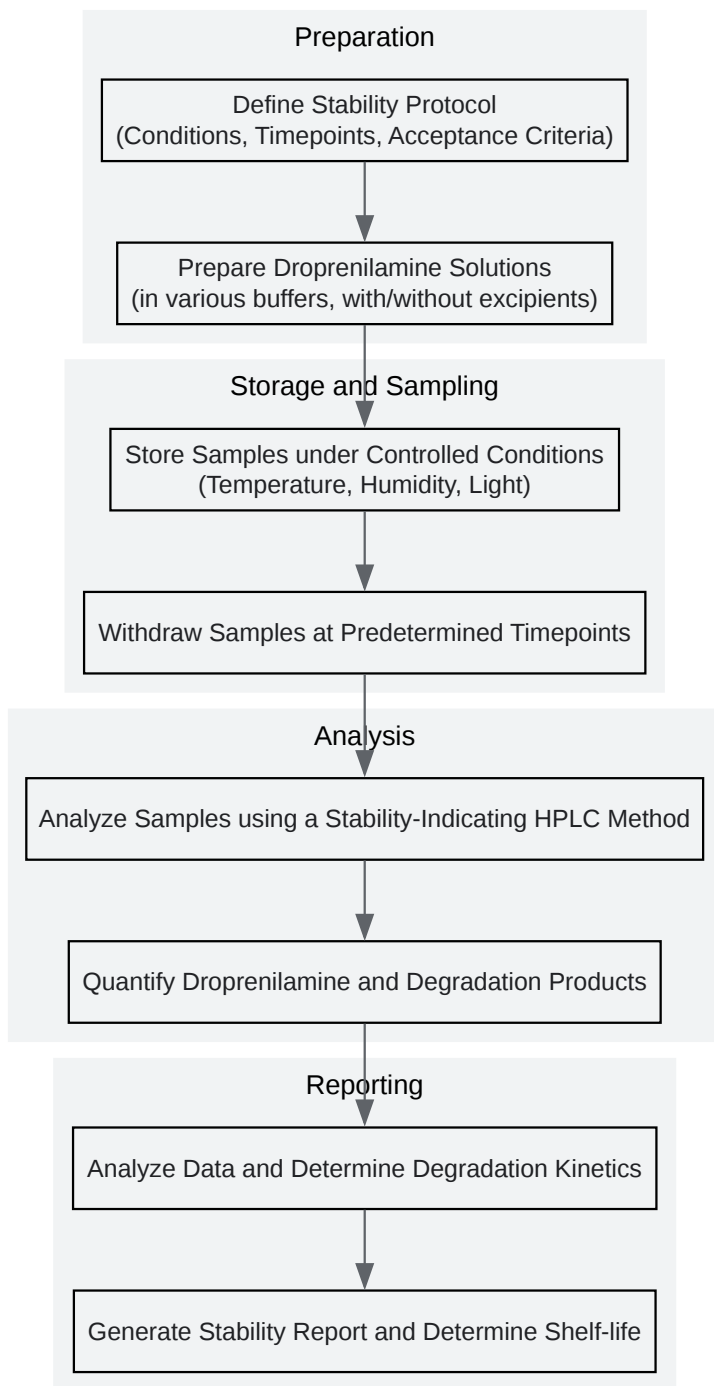 Preparation
Define Stability Protocol
(Conditions, Timepoints, Acceptance Criteria)
Prepare Droprenilamine Solutions
(in various buffers, with/without excipients)
Storage and Sampling
Store Samples under Controlled Conditions
(Temperature, Humidity, Light)
Withdraw Samples at Predetermined Timepoints
Analysis
Analyze Samples using a Stability-Indicating HPLC Method
Quantify Droprenilamine and Degradation Products
Reporting
Analyze Data and Determine Degradation Kinetics
Generate Stability Report and Determine Shelf-life